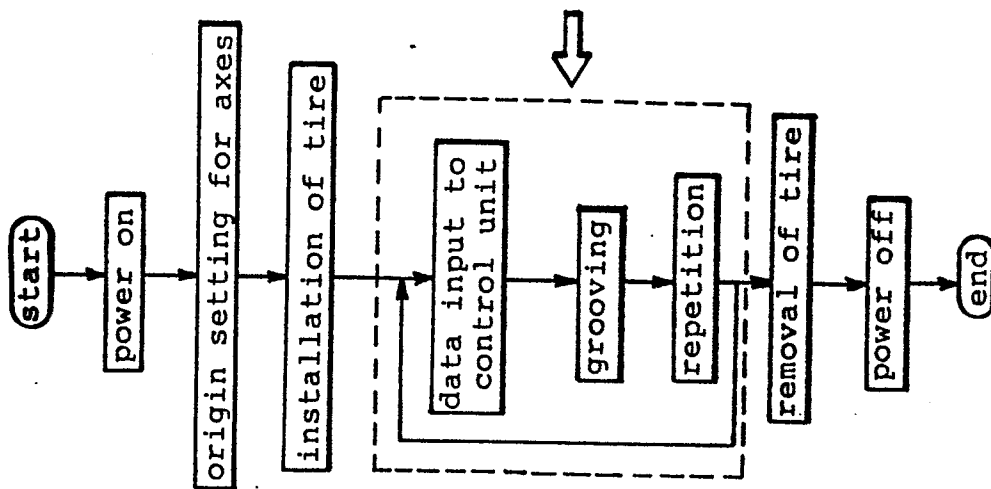 start
power on
origin setting for axes
installation of tire
data input to
control unit
grooving
repetition
removal of tire
power off
end